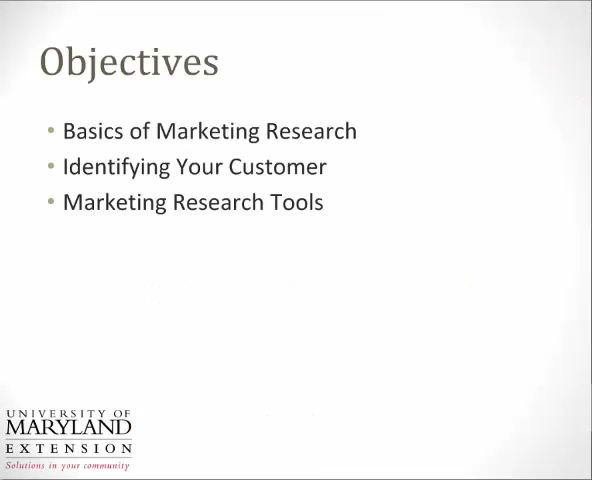 Objectives
• Basics of Marketing Research
• Identifying Your Customer
• Marketing Research Tools
UNIVERSITY OF
MARYLAND
EXTENSION
Solutions in your community